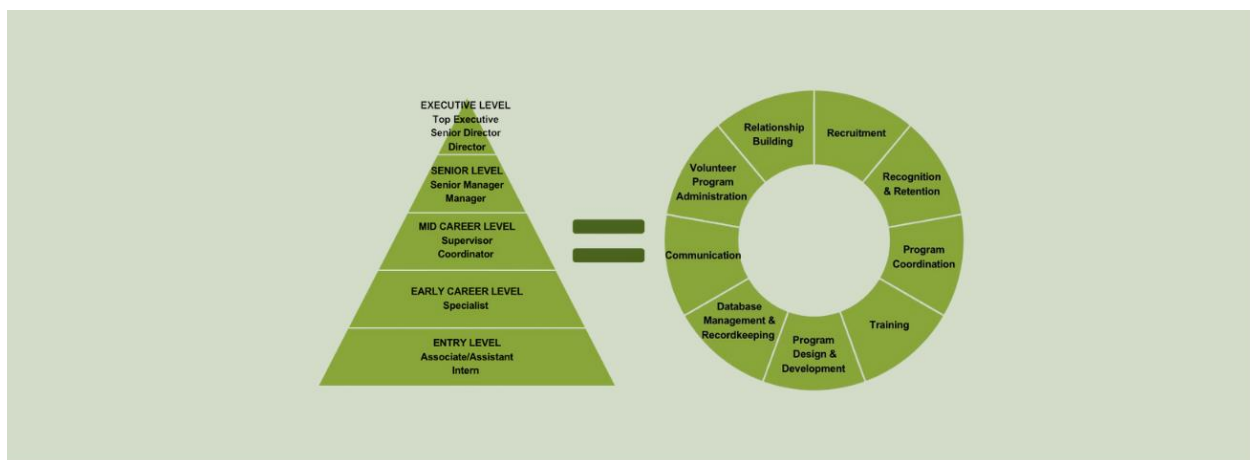 EXECUTIVE LEVEL
Top Executive
Senior Director
Director
SENIOR LEVEL
Senior Manager
Manager
MID CAREER LEVEL
Supervisor
Coordinator
EARLY CAREER LEVEL
Specialist
ENTRY LEVEL
Associate/Assistant
Intern
Relationship
Building
Recruitment
Recognition
& Retention
Program
Coordination
Training
Program
Design &
Development
Database
Management &
Recordkeeping
Communication
Volunteer
Program
Administration